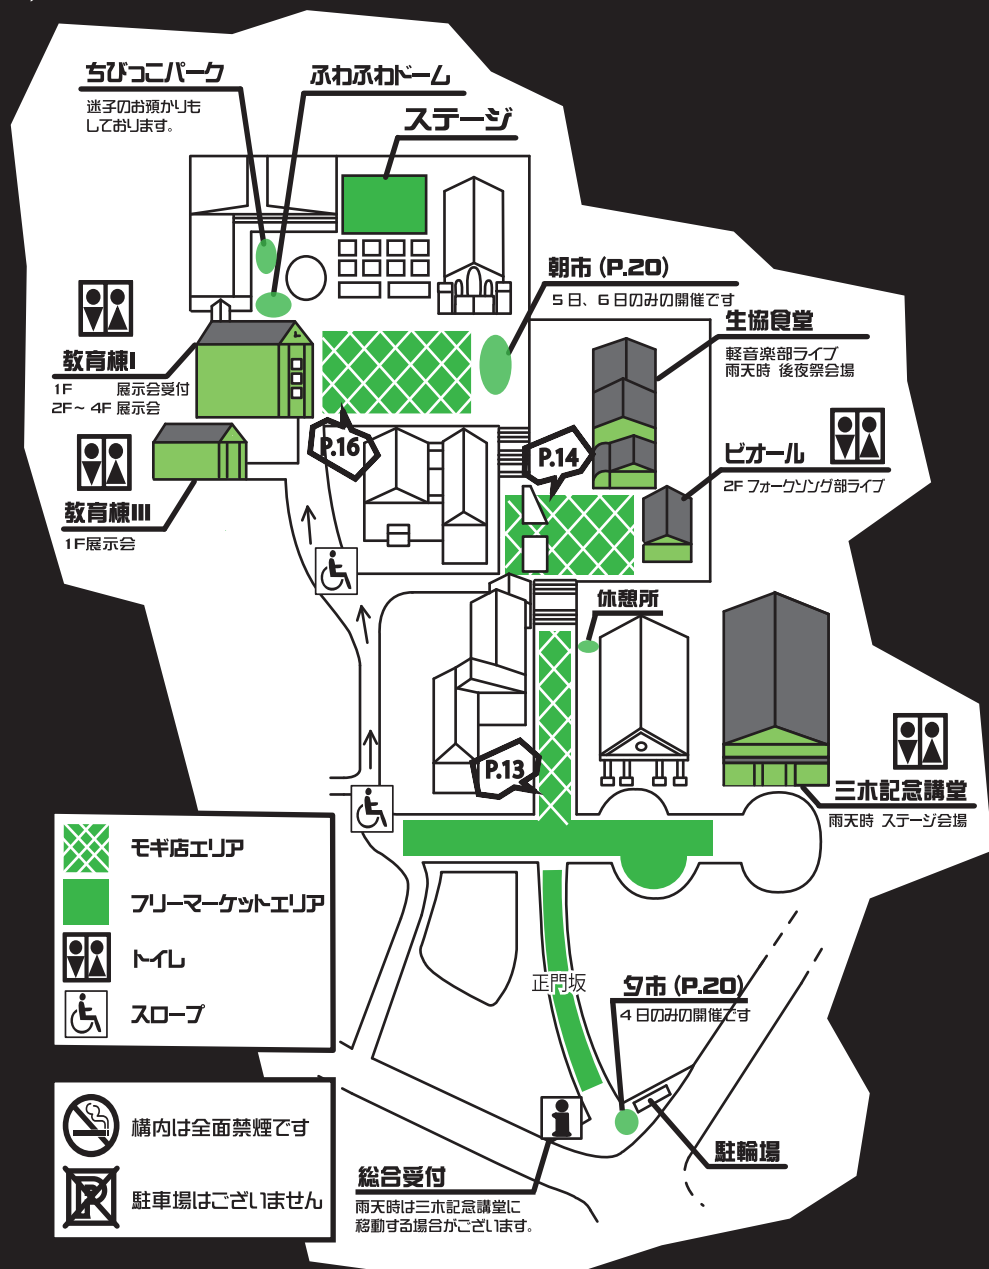 ちびっこパーク
迷子のお預かりも
しております。
ふわふわドーム
ステージ
朝市（P.20）
5日、6日のみの開催です
生協食堂
軽音楽部ライブ
雨天時 後夜祭会場
教育棟I
1F 展示会受付
2F～4F 展示会
P.16
P.14
ビオール
2F フォークソング部ライブ
教育棟III
1F展示会
休憩所
P.13
三木記念講堂
雨天時 ステージ会場
モギ店エリア
フリーマーケットエリア
トイレ
スロープ
正門坂
夕市（P.20）
4日のみの開催です
構内は全面禁煙です
P
駐車場はございません
駐輪場
総合受付
雨天時は三木記念講堂に
移動する場合がございます。